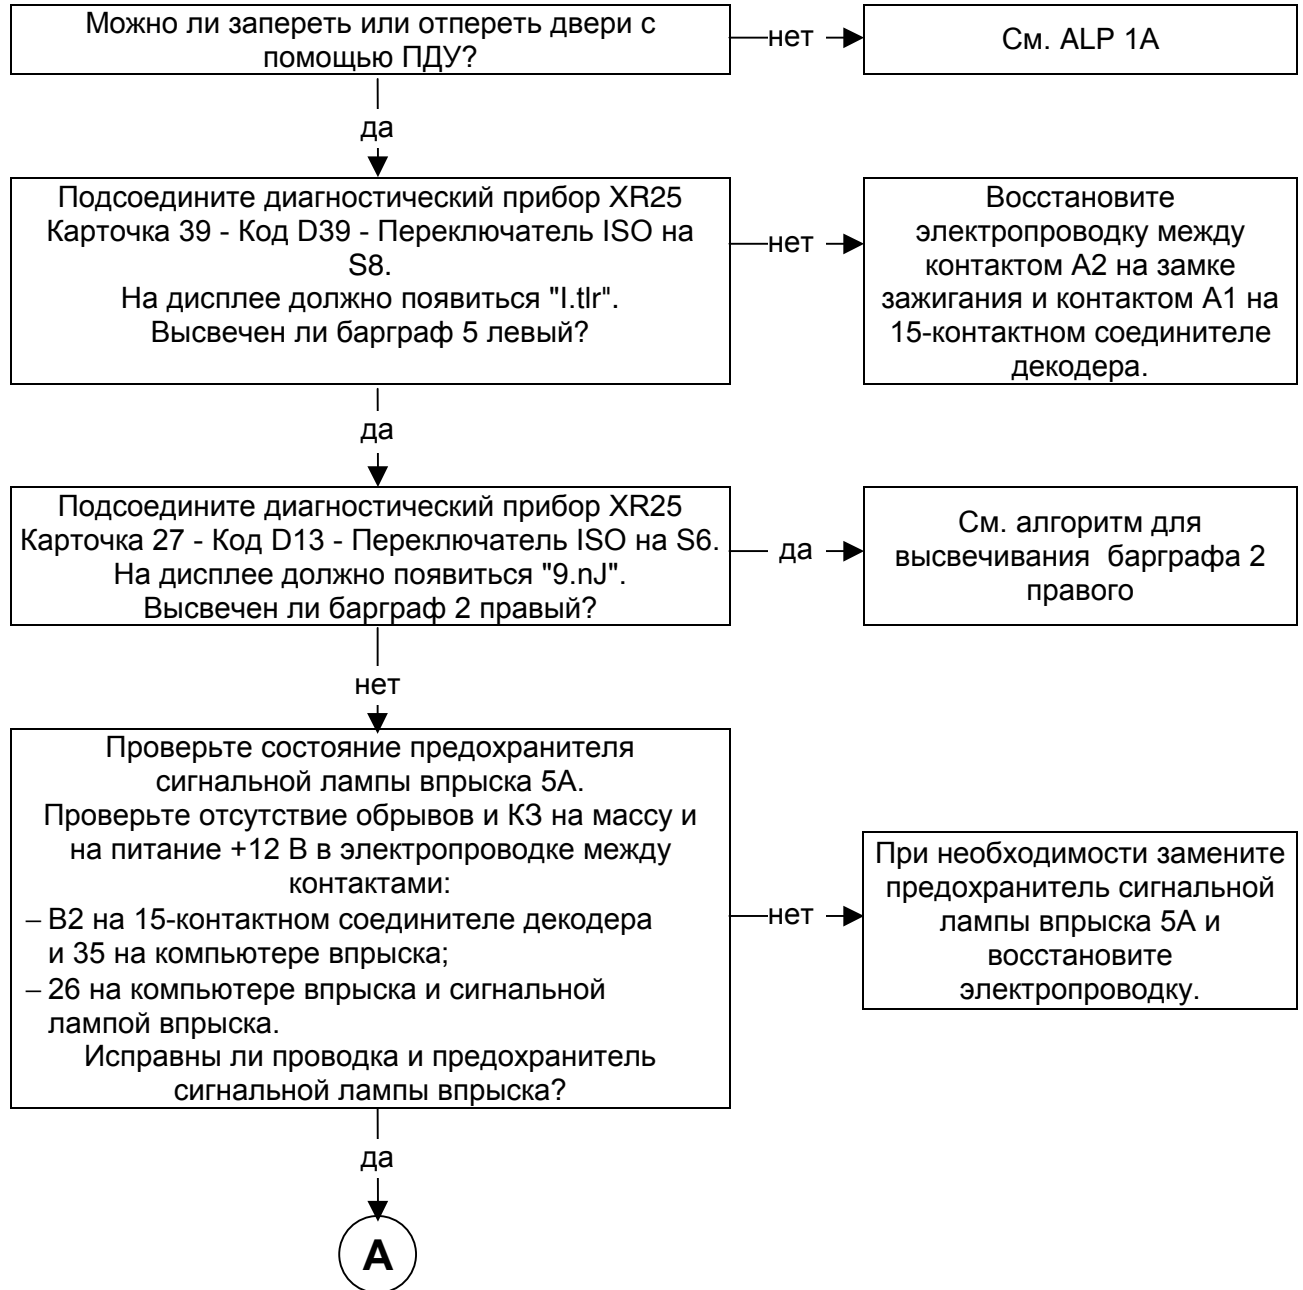 Можно ли запереть или отпереть двери с
помощью ПДУ?
нет
См. ALP 1А
да
Подсоедините диагностический прибор XR25
Карточка 39 - Код D39 - Переключатель ISO на
S8.
На дисплее должно появиться "I.tlr".
Высвечен ли барграф 5 левый?
нет
Восстановите
электропроводку между
контактом А2 на замке
зажигания и контактом А1 на
15-контактном соединителе
декодера.
да
Подсоедините диагностический прибор XR25
Карточка 27 - Код D13 - Переключатель ISO на S6.
На дисплее должно появиться "9.nJ".
Высвечен ли барграф 2 правый?
да
См. алгоритм для
высвечивания барграфа 2
правого
нет
Проверьте состояние предохранителя
сигнальной лампы впрыска 5А.
Проверьте отсутствие обрывов и КЗ на массу и
на питание +12 В в электропроводке между
контактами:
– В2 на 15-контактном соединителе декодера
и 35 на компьютере впрыска;
– 26 на компьютере впрыска и сигнальной
лампой впрыска.
Исправны ли проводка и предохранитель
сигнальной лампы впрыска?
нет
При необходимости замените
предохранитель сигнальной
лампы впрыска 5А и
восстановите
электропроводку.
да
А